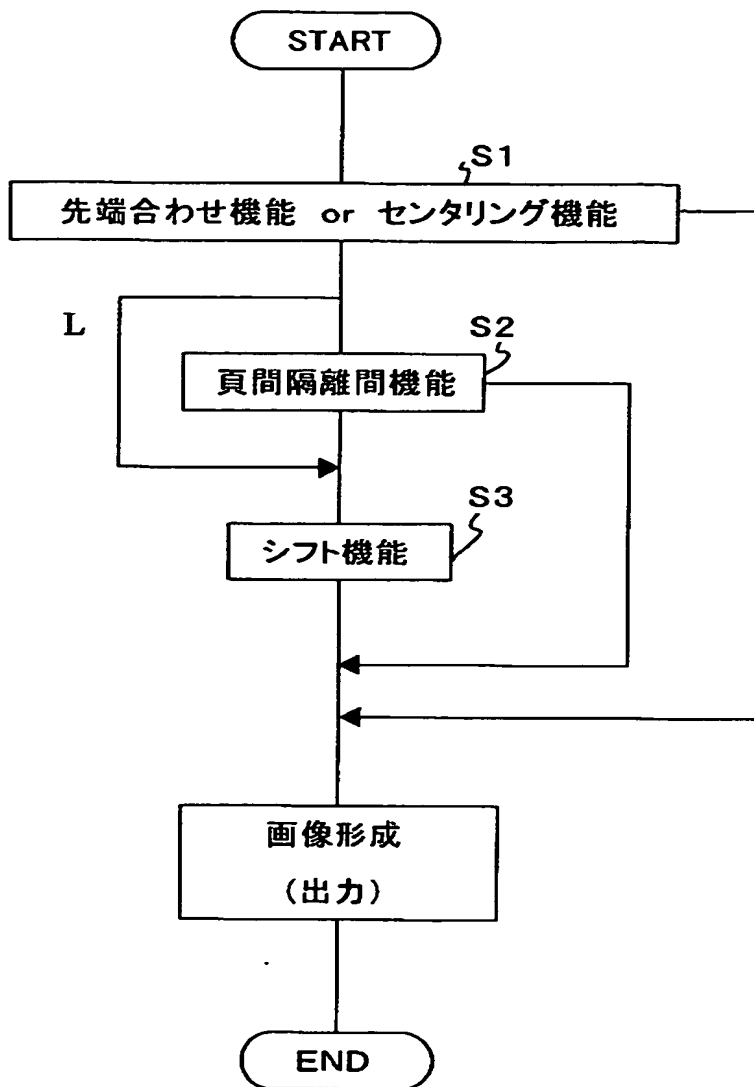 START
S1
先端合わせ機能 or センタリング機能
L
S2
頁間隔離間機能
S3
シフト機能
画像形成
(出力)
END